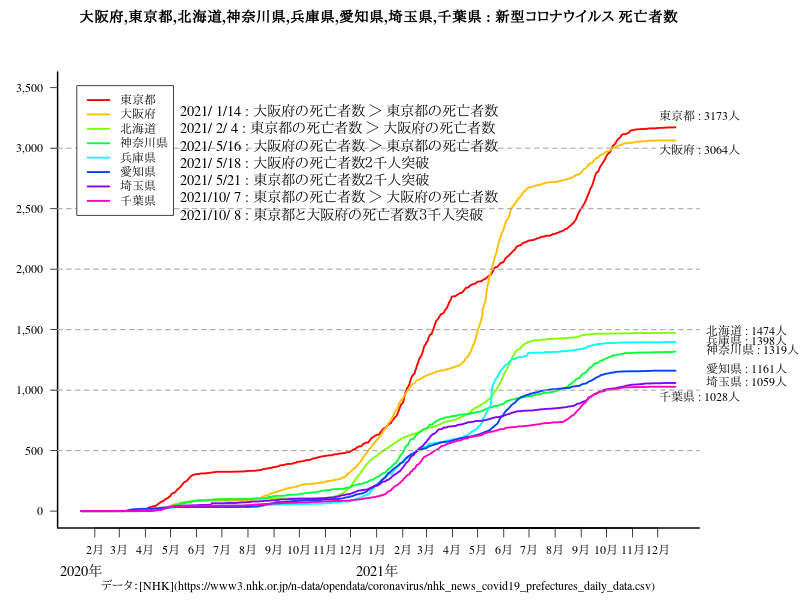 大阪府,東京都,北海道,神奈川県,兵庫県,愛知県,埼玉県,千葉県 : 新型コロナウイルス 死亡者数
3,500
3,000
2,500
2,000
1,500
1,000
500
0
東京都
大阪府
北海道
神奈川県
兵庫県
愛知県
埼玉県
千葉県
2021/ 1/14 : 大阪府の死亡者数 ＞ 東京都の死亡者数
2021/ 2/ 4 : 東京都の死亡者数 ＞ 大阪府の死亡者数
2021/ 5/16 : 大阪府の死亡者数 ＞ 東京都の死亡者数
2021/ 5/18 : 大阪府の死亡者数2千人突破
2021/ 5/21 : 東京都の死亡者数2千人突破
2021/10/ 7 : 東京都の死亡者数 ＞ 大阪府の死亡者数
2021/10/ 8 : 東京都と大阪府の死亡者数3千人突破
東京都 : 3173人
大阪府 : 3064人
北海道 : 1474人
兵庫県 : 1398人
神奈川県 : 1319人
愛知県 : 1161人
埼玉県 : 1059人
千葉県 : 1028人
2月 3月 4月 5月 6月 7月 8月 9月 10月 11月 12月 1月 2月 3月 4月 5月 6月 7月 8月 9月 10月 11月 12月
2020年 2021年
データ : [NHK](https://www3.nhk.or.jp/n-data/opendata/coronavirus/nhk_news_covid19_prefectures_daily_data.csv)